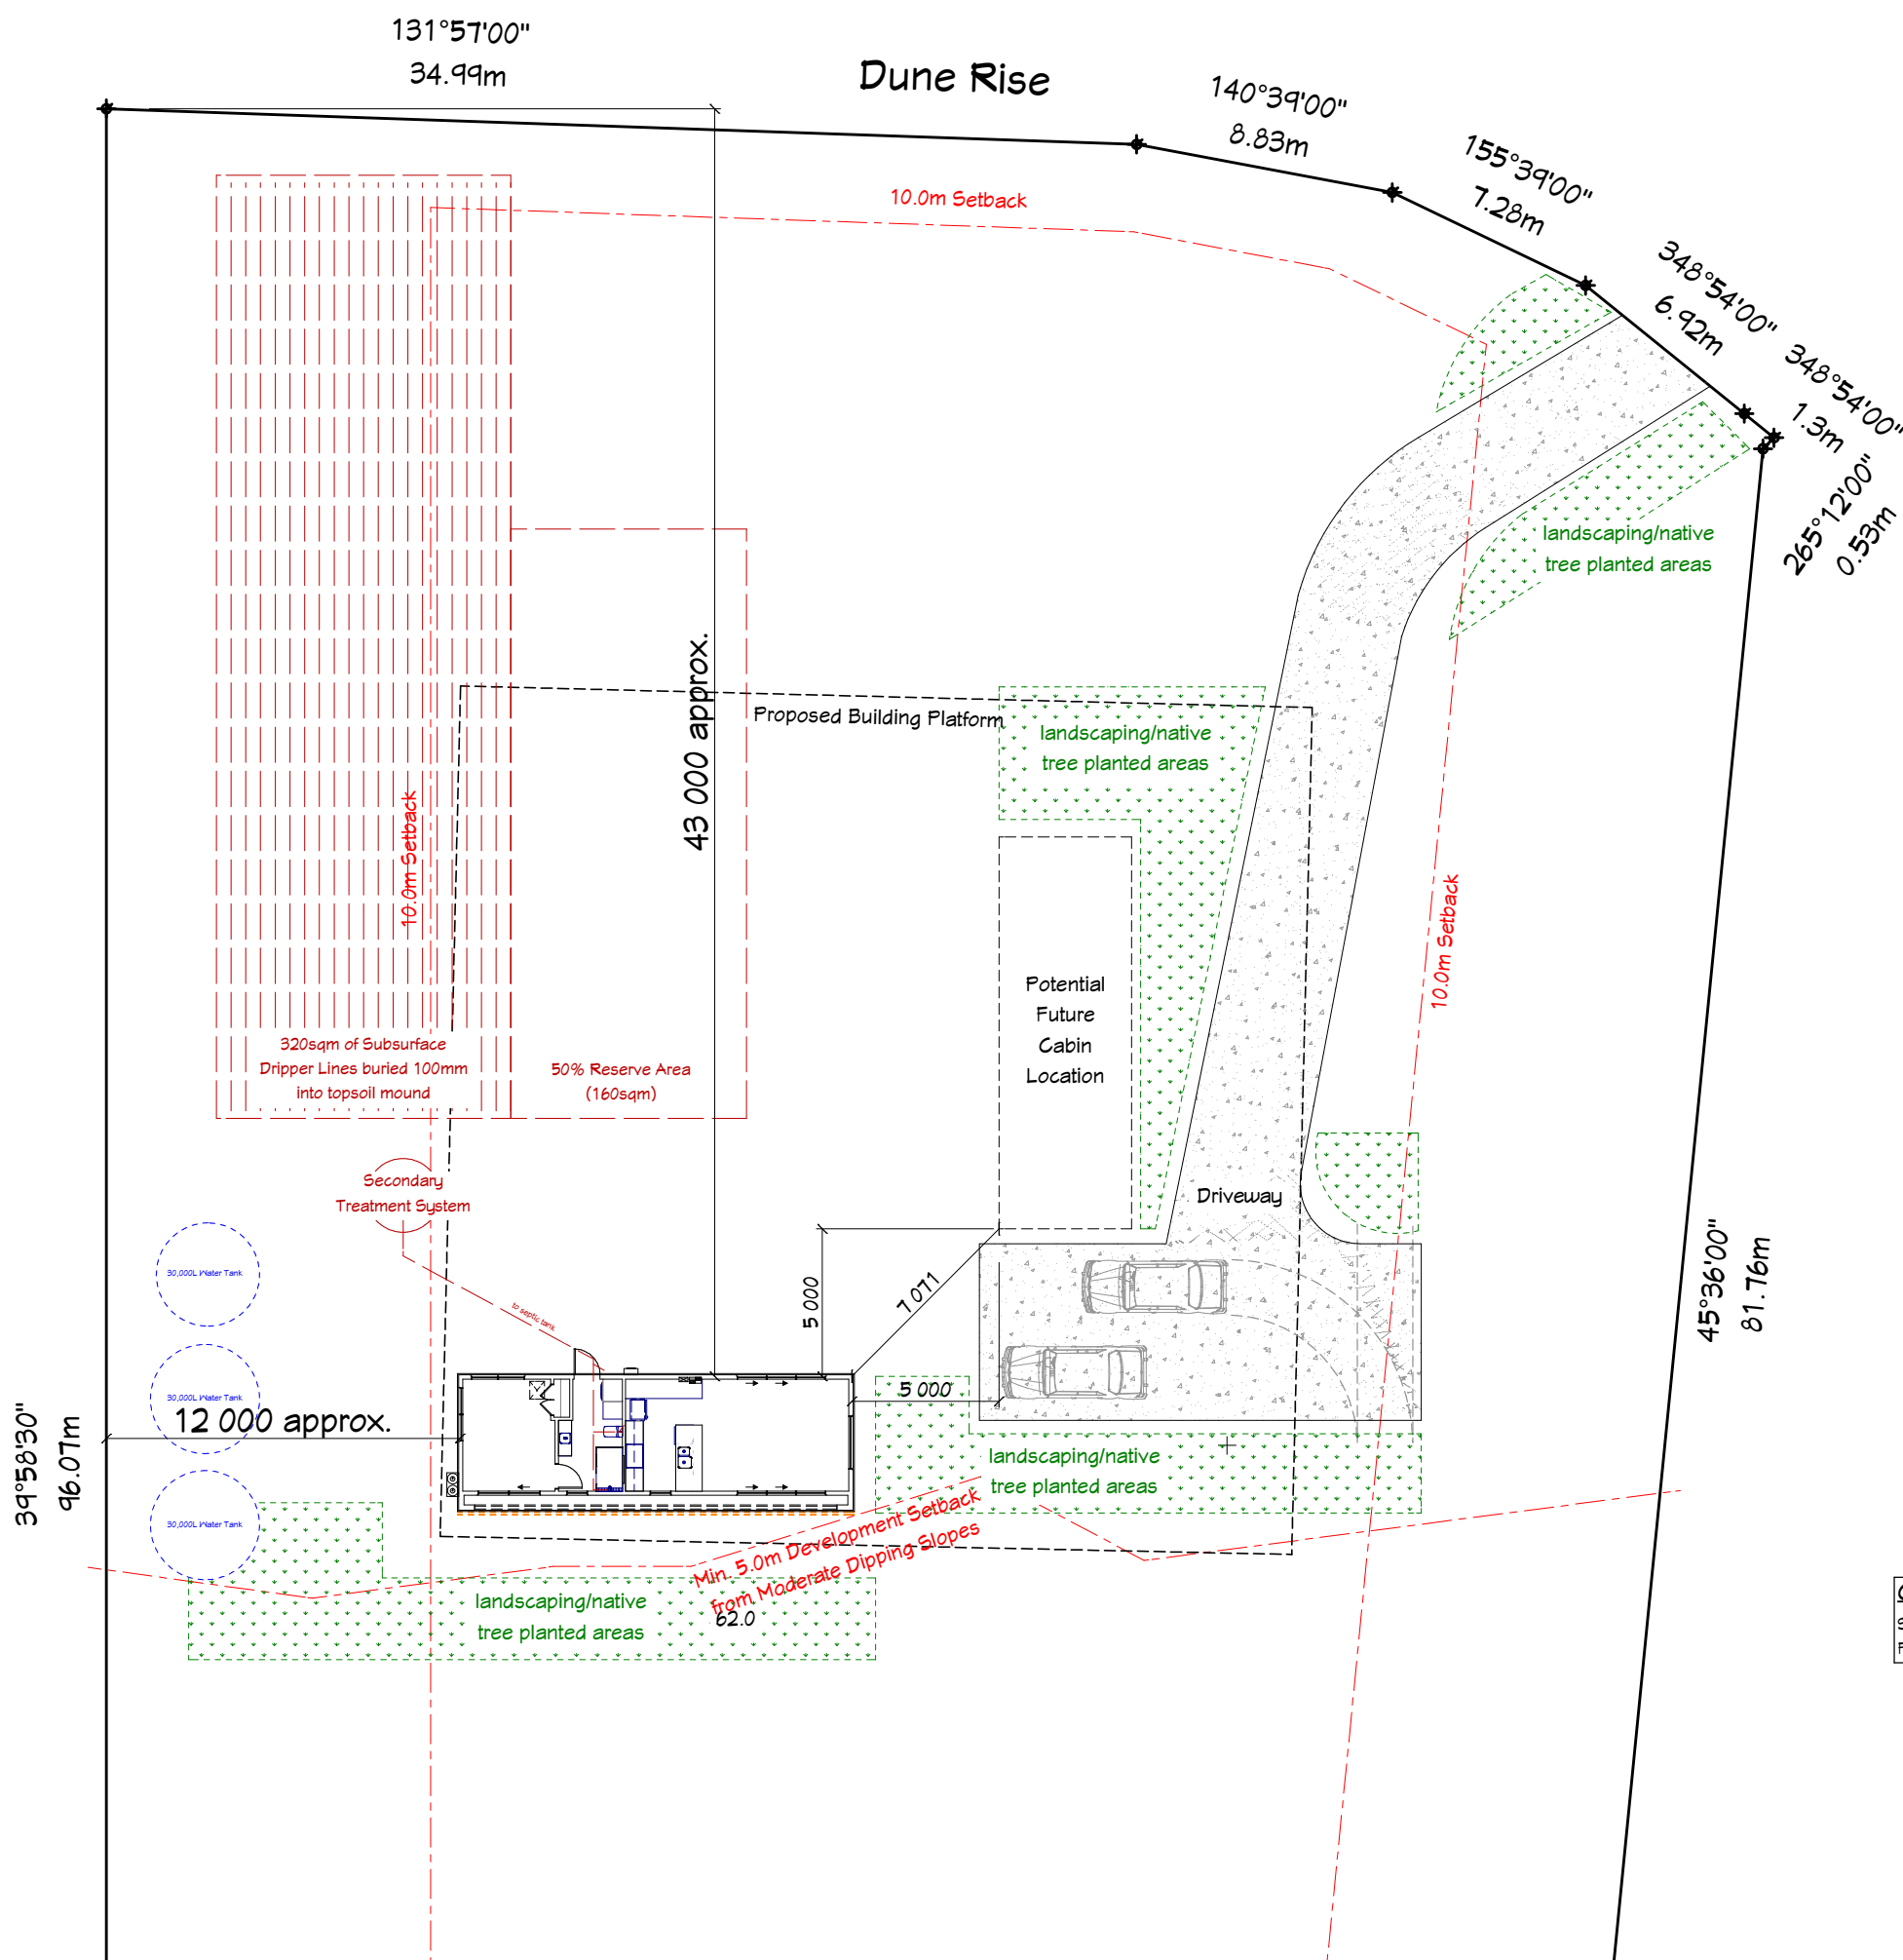 131°57'00"
34.99m
Dune Rise
140°39'00"
8.83m
155°39'00"
7.28m
348°54'00"
6.92m
348°54'00"
1.3m
265°12'00"
0.53m
10.0m Setback
landscaping/native
tree planted areas
43 000 approx.
Proposed Building Platform
landscaping/native
tree planted areas
10.0m Setback
10.0m Setback
Potential
Future
Cabin
Location
320sqm of Subsurface
Dripper Lines buried 100mm
into topsoil mound
50% Reserve Area
(160sqm)
Secondary
Treatment System
Driveway
30,000L Water Tank
to septic tank
5 000
7 071
45°36'00"
81.76m
30,000L Water Tank
12 000 approx.
5 000
39°58'30"
96.07m
landscaping/native
tree planted areas
30,000L Water Tank
Min. 5.0m Development Setback
from Moderate Dipping Slopes
landscaping/native
tree planted areas
62.0